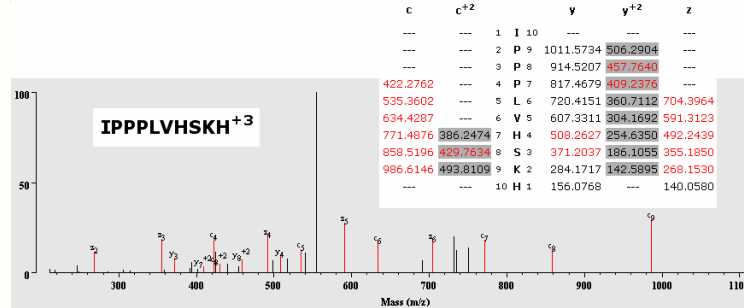 c c+2 y y+2 z
--- --- 1 I 10 --- --- ---
--- --- 2 P 9 1011.5734 506.2904 ---
--- --- 3 P 8 914.5207 457.7640 ---
422.2762 --- 4 P 7 817.4679 409.2376 ---
535.3602 --- 5 L 6 720.4151 360.7112 704.3964
634.4287 --- 6 V 5 607.3311 304.1692 591.3123
771.4876 386.2474 7 H 4 508.2627 254.6350 492.2439
858.5196 429.7634 8 S 3 371.2037 186.1055 355.1850
986.6146 493.8109 9 K 2 284.1717 142.5895 268.1530
--- --- 10 H 1 156.0768 --- 140.0580
IPPPLVHSKH+3
100
50
0
z2 z3 y3 y7+2 c4 c8+2 y8+2 z4 y4 c5 z5 c6 z6 c7 c8 c9
300 400 500 600 700 800 900 1000 110
Mass (m/z)